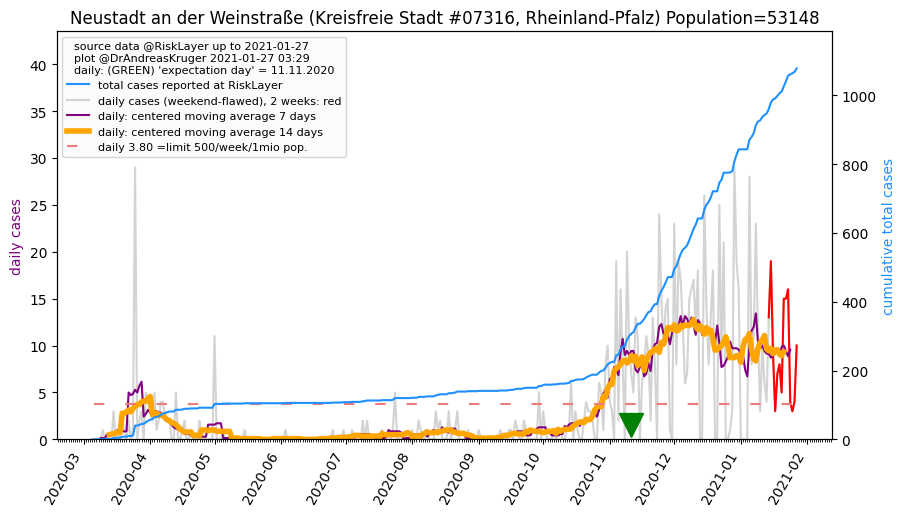 Neustadt an der Weinstraße (Kreisfreie Stadt #07316, Rheinland-Pfalz) Population=53148
source data @RiskLayer up to 2021-01-27
plot @DrAndreasKruger 2021-01-27 03:29
daily: (GREEN) 'expectation day' = 11.11.2020
total cases reported at RiskLayer
daily cases (weekend-flawed), 2 weeks: red
daily: centered moving average 7 days
daily: centered moving average 14 days
daily 3.80 =limit 500/week/1mio pop.
daily cases
40
35
30
25
20
15
10
5
0
1000
800
600
400
200
0
cumulative total cases
2020-03
2020-04
2020-05
2020-06
2020-07
2020-08
2020-09
2020-10
2020-11
2020-12
2021-01
2021-02